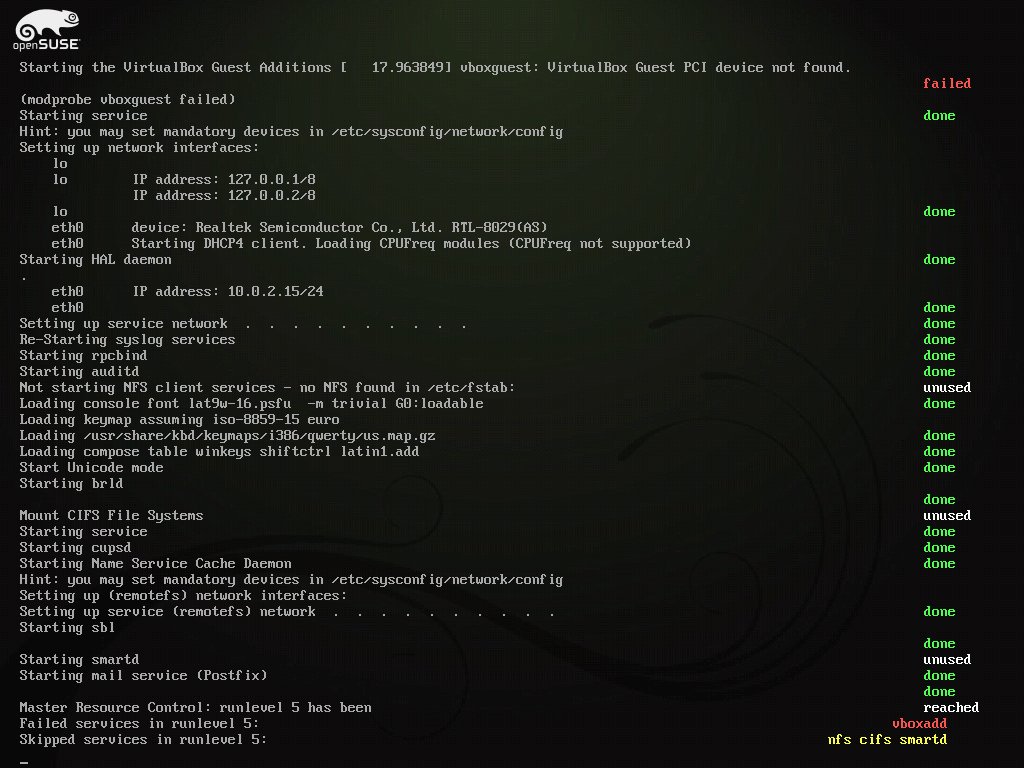 openSUSE
Starting the VirtualBox Guest Additions [   17.963849] vboxguest: VirtualBox Guest PCI device not found.
failed
(modprobe vboxguest failed)
Starting service done
Hint: you may set mandatory devices in /etc/sysconfig/network/config
Setting up network interfaces:
lo
lo IP address: 127.0.0.1/8
IP address: 127.0.0.2/8
lo done
eth0 device: Realtek Semiconductor Co., Ltd. RTL-8029(AS)
eth0 Starting DHCP4 client. Loading CPUFreq modules (CPUFreq not supported)
Starting HAL daemon done
.
eth0 IP address: 10.0.2.15/24
eth0 done
Setting up service network  .  .  .  .  .  .  .  .  .  . done
Re-Starting syslog services done
Starting rpcbind done
Starting auditd done
Not starting NFS client services - no NFS found in /etc/fstab: unused
Loading console font lat9w-16.psfu  -m trivial G0:loadable done
Loading keymap assuming iso-8859-15 euro
Loading /usr/share/kbd/keymaps/i386/qwerty/us.map.gz done
Loading compose table winkeys shiftctrl latin1.add done
Start Unicode mode done
Starting brld
done
Mount CIFS File Systems unused
Starting service done
Starting cupsd done
Starting Name Service Cache Daemon done
Hint: you may set mandatory devices in /etc/sysconfig/network/config
Setting up (remotefs) network interfaces:
Setting up service (remotefs) network  .  .  .  .  .  .  .  .  .  . done
Starting sbl
done
Starting smartd unused
Starting mail service (Postfix) done
done
Master Resource Control: runlevel 5 has been reached
Failed services in runlevel 5: vboxadd
Skipped services in runlevel 5: nfs cifs smartd
_